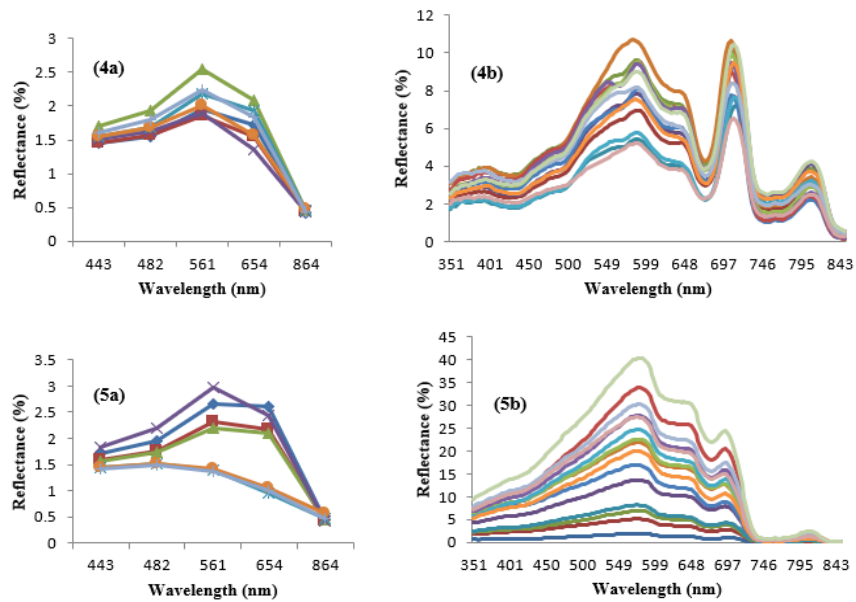 (4a)
Reflectance (%)
3
2.5
2
1.5
1
0.5
0
443 482 561 654 864
Wavelength (nm)
(4b)
Reflectance (%)
12
10
8
6
4
2
0
351 401 450 500 549 599 648 697 746 795 843
Wavelength (nm)
(5a)
Reflectance (%)
3.5
3
2.5
2
1.5
1
0.5
0
443 482 561 654 864
Wavelength (nm)
(5b)
Reflectance (%)
45
40
35
30
25
20
15
10
5
0
351 401 450 500 549 599 648 697 746 795 843
Wavelength (nm)